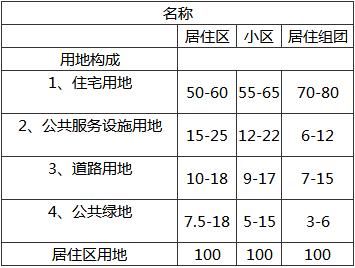 名称
居住区 小区 居住组团
用地构成
1、住宅用地 50-60 55-65 70-80
2、公共服务设施用地 15-25 12-22 6-12
3、道路用地 10-18 9-17 7-15
4、公共绿地 7.5-18 5-15 3-6
居住区用地 100 100 100